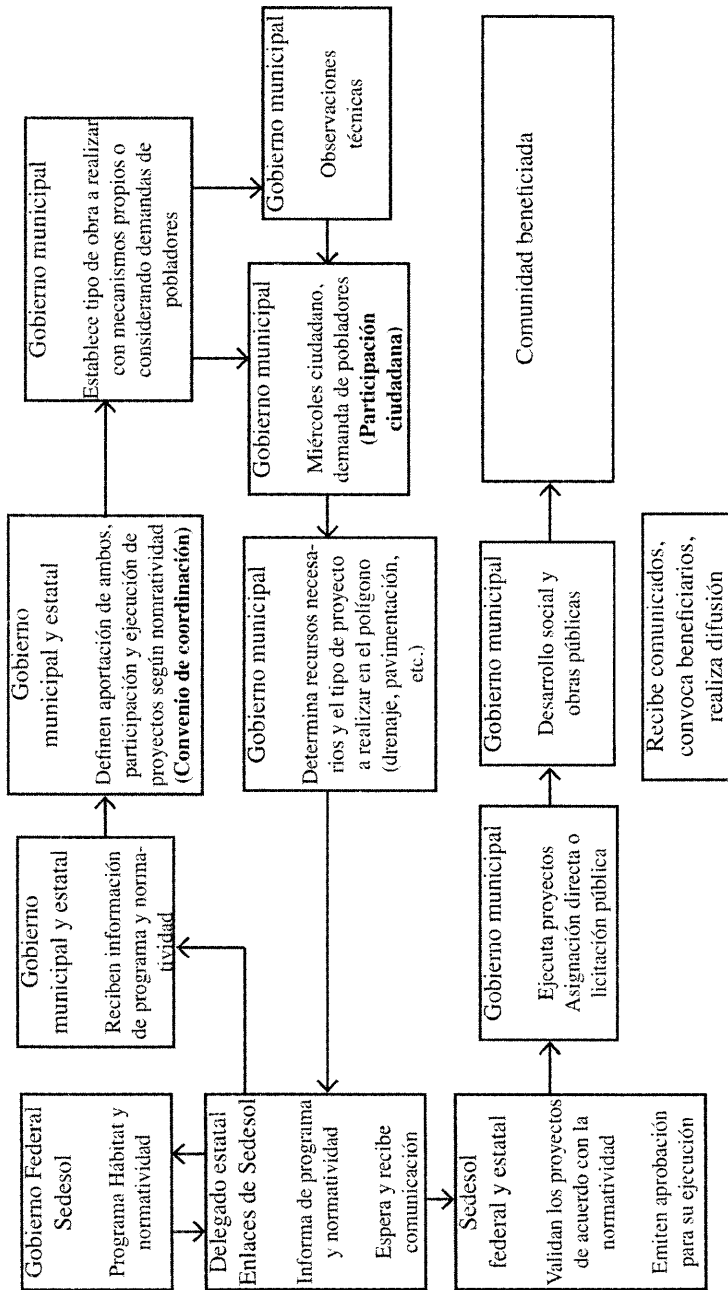 Gobierno Federal
Sedesol
Programa Hábitat y
normatividad
Delegado estatal
Enlaces de Sedesol
Informa de programa
y normatividad
Espera y recibe
comunicación
Sedesol
federal y estatal
Validan los proyectos
de acuerdo con la
normatividad
Emiten aprobación
para su ejecución
Gobierno
municipal y estatal
Reciben información
de programa y norma-
tividad
Gobierno
municipal y estatal
Definen aportación de ambos,
participación y ejecución de
proyectos según nomratividad
(Convenio de coordinación)
Gobierno municipal
Establece tipo de obra a realizar
con mecanismos propios o
considerando demandas de
pobladores
Gobierno municipal
Observaciones
técnicas
Gobierno municipal
Miércoles ciudadano,
demanda de pobladores
(Participación
ciudadana)
Gobierno municipal
Determina recursos necesa-
rios y el tipo de proyecto
a realizar en el polígono
(drenaje, pavimentación,
etc.)
Gobierno municipal
Ejecuta proyectos
Asignación directa o
licitación pública
Gobierno municipal
Desarrollo social y
obras públicas
Comunidad beneficiada
Recibe comunicados,
convoca beneficiarios,
realiza difusión